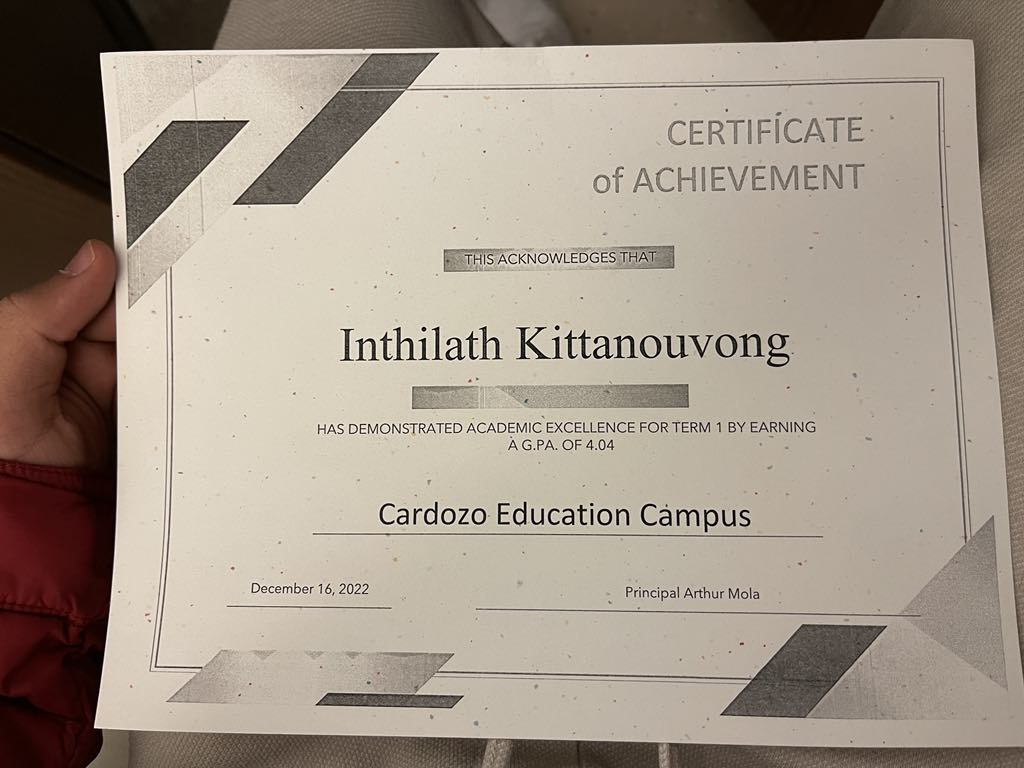 CERTIFICATE
of ACHIEVEMENT
THIS ACKNOWLEDGES THAT
Inthilath Kittanouvong
HAS DEMONSTRATED ACADEMIC EXCELLENCE FOR TERM 1 BY EARNING
A G.PA. OF 4.04
Cardozo Education Campus
December 16, 2022
Principal Arthur Mola